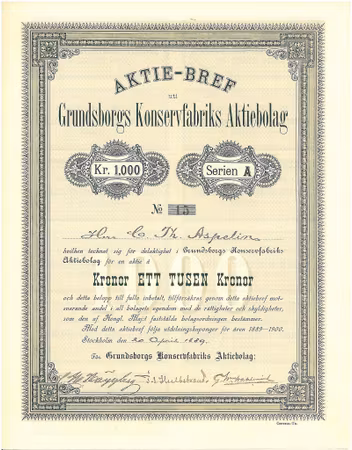 AKTIE-BREF
uti
Grundsborgs Konservfabriks Aktiebolag
Kr. 1,000
Serien A
№ 15
Herr C. Th. Aspelin
hvilken tecknat sig för delaktighet i Grundsborgs Konservfabriks
Aktiebolag för en aktie à
Kronor ETT TUSEN Kronor
och detta belopp till fullo inbetalt, tillförsäkras genom detta aktiebref mot-
svarande andel i all bolagets egendom med de rättigheter och skyldigheter,
som den af Kongl. Majt fastställda bolagsordningen bestämmer.
Med detta aktiebref följa utdelningskuponger för åren 1889-1900.
Stockholm den 20 April 1889.
För Grundsborgs Konservfabriks Aktiebolag: